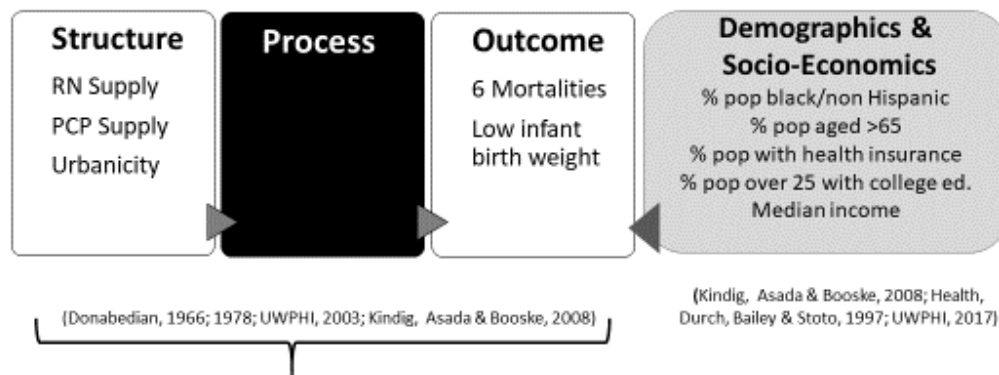 Structure
RN Supply
PCP Supply
Urbanicity
Process
Outcome
6 Mortalities
Low infant
birth weight
Demographics &
Socio-Economics
% pop black/non Hispanic
% pop aged >65
% pop with health insurance
% pop over 25 with college ed.
Median income
(Donabedian, 1966; 1978; UWPHI, 2003; Kindig, Asada & Booske, 2008)
(Kindig, Asada & Booske, 2008; Health,
Durch, Bailey & Stoto, 1997; UWPHI, 2017)